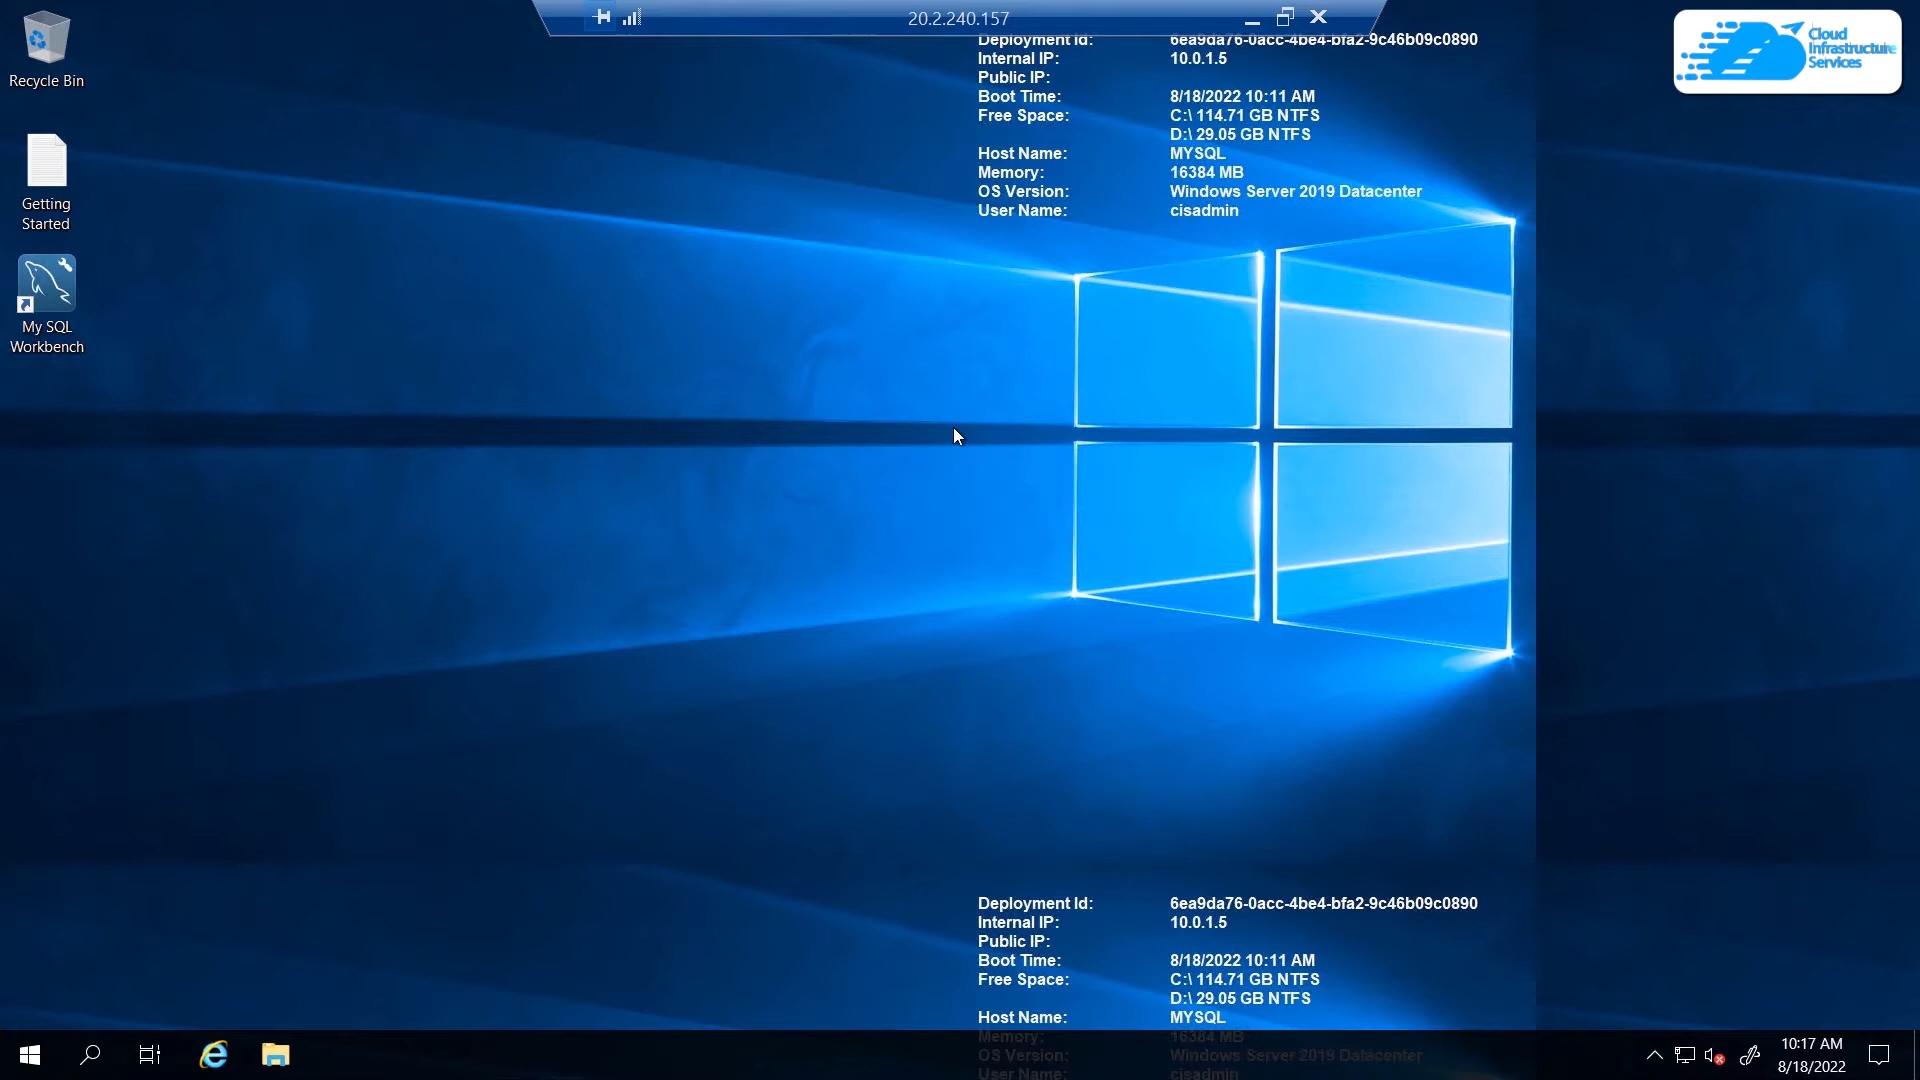 20.2.240.157
Deployment Id: 6ea9da76-0acc-4be4-bfa2-9c46b09c0890
Internal IP: 10.0.1.5
Public IP:
Boot Time: 8/18/2022 10:11 AM
Free Space: C:\ 114.71 GB NTFS
D:\ 29.05 GB NTFS
Host Name: MYSQL
Memory: 16384 MB
OS Version: Windows Server 2019 Datacenter
User Name: cisadmin
Cloud
Infrastructure
Services
Recycle Bin
Getting
Started
My SQL
Workbench
Deployment Id: 6ea9da76-0acc-4be4-bfa2-9c46b09c0890
Internal IP: 10.0.1.5
Public IP:
Boot Time: 8/18/2022 10:11 AM
Free Space: C:\ 114.71 GB NTFS
D:\ 29.05 GB NTFS
Host Name: MYSQL
Memory: 16384 MB
OS Version: Windows Server 2019 Datacenter
User Name: cisadmin
10:17 AM
8/18/2022